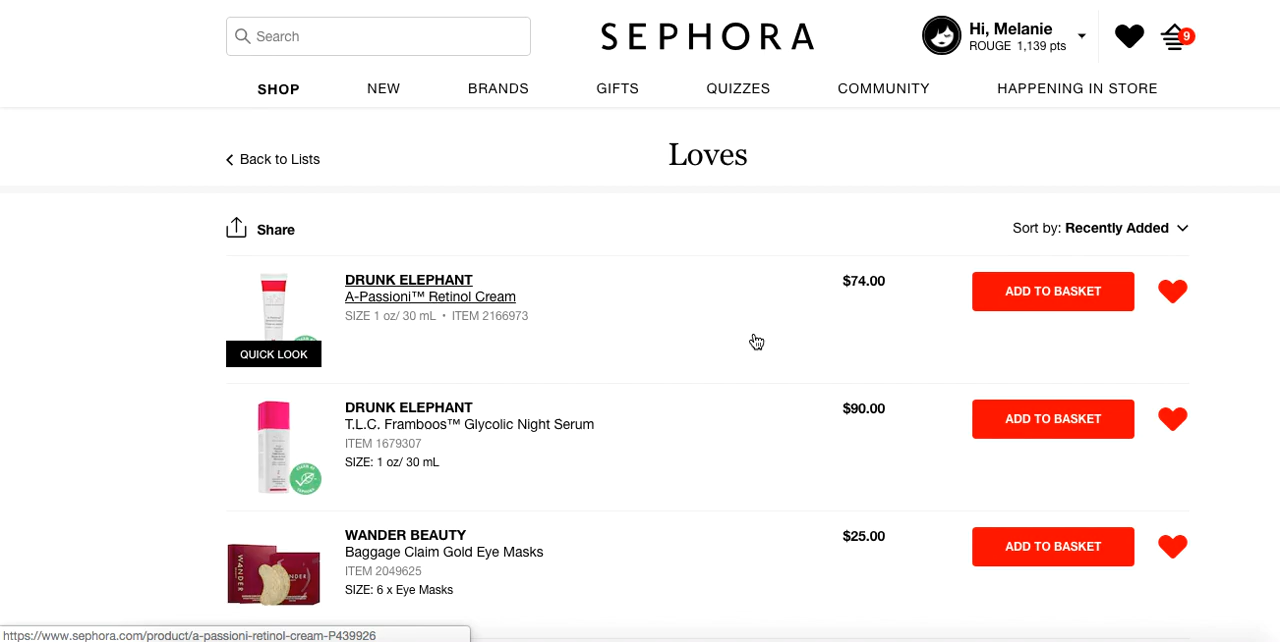 Search
SEPHORA
Hi, Melanie
ROUGE 1,139 pts
9
SHOP NEW BRANDS GIFTS QUIZZES COMMUNITY HAPPENING IN STORE
Back to Lists
Loves
Share
Sort by: Recently Added
DRUNK ELEPHANT
A-Passioni™ Retinol Cream
SIZE 1 oz/ 30 mL • ITEM 2166973
$74.00
ADD TO BASKET
QUICK LOOK
DRUNK ELEPHANT
T.L.C. Framboos™ Glycolic Night Serum
ITEM 1679307
SIZE: 1 oz/ 30 mL
$90.00
ADD TO BASKET
WANDER BEAUTY
Baggage Claim Gold Eye Masks
ITEM 2049625
SIZE: 6 x Eye Masks
$25.00
ADD TO BASKET
WANDER
https://www.sephora.com/product/a-passioni-retinol-cream-P439926